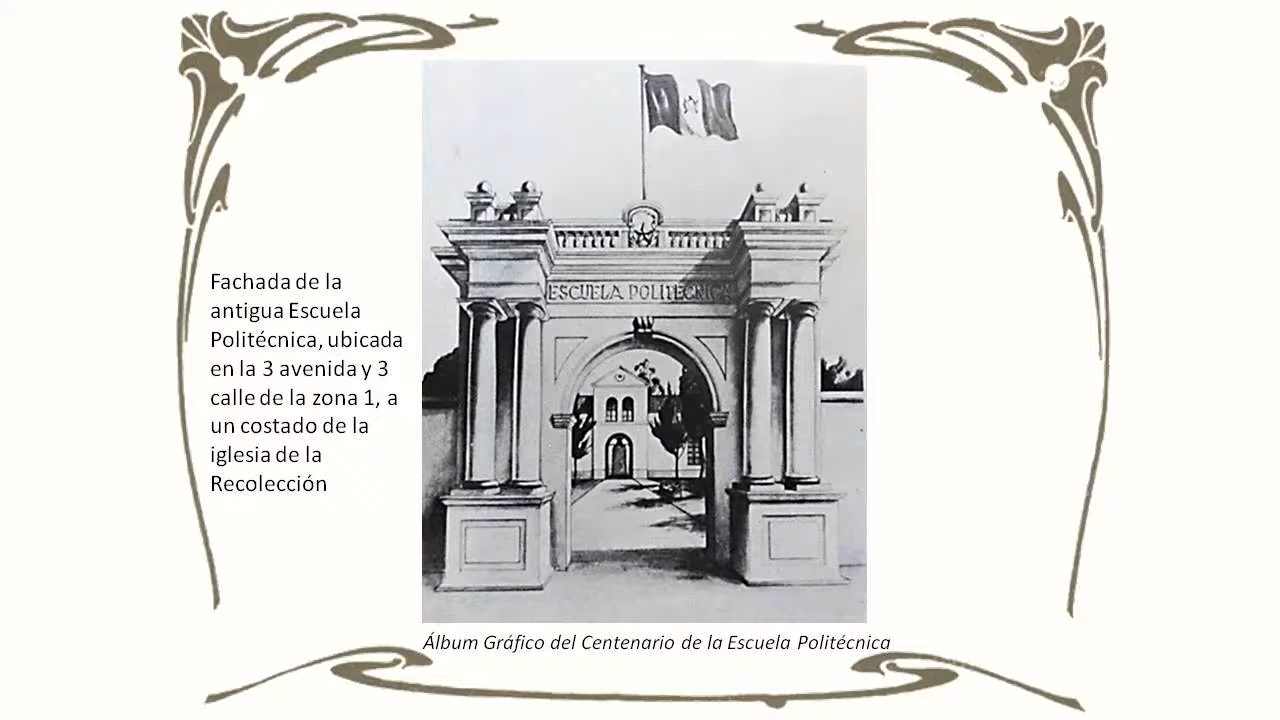 Fachada de la
antigua Escuela
Politécnica, ubicada
en la 3 avenida y 3
calle de la zona 1, a
un costado de la
iglesia de la
Recolección
ESCUELA POLITECNICA
Álbum Gráfico del Centenario de la Escuela Politécnica